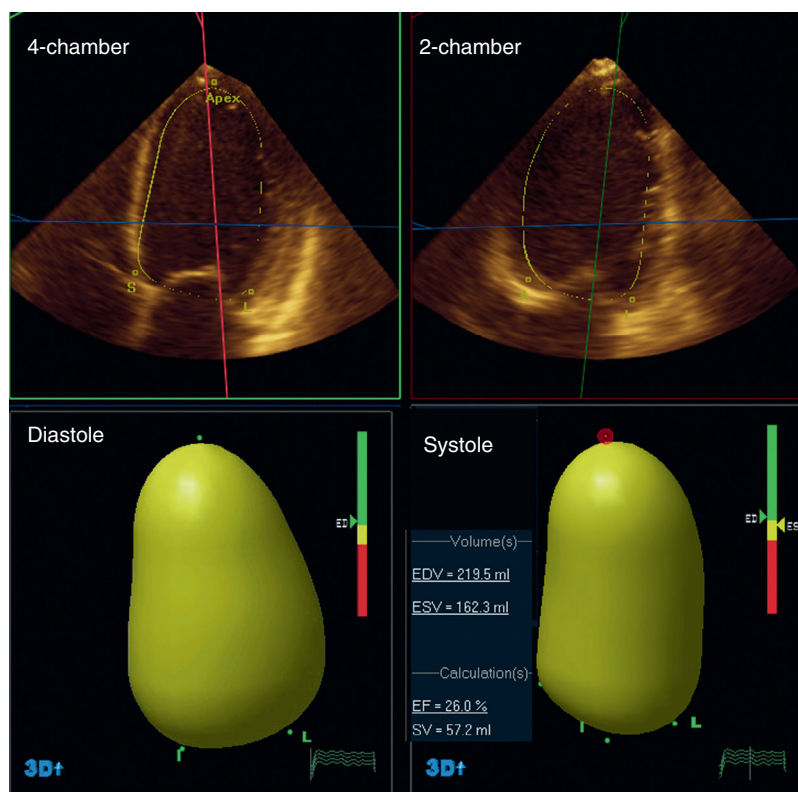 4-chamber
2-chamber
Apex
S
L
Diastole
Systole
ED
ED
ES
Volume(s)
EDV = 219.5 ml
ESV = 162.3 ml
Calculation(s)
EF = 26.0 %
SV = 57.2 ml
I
L
I
L
3D
3D